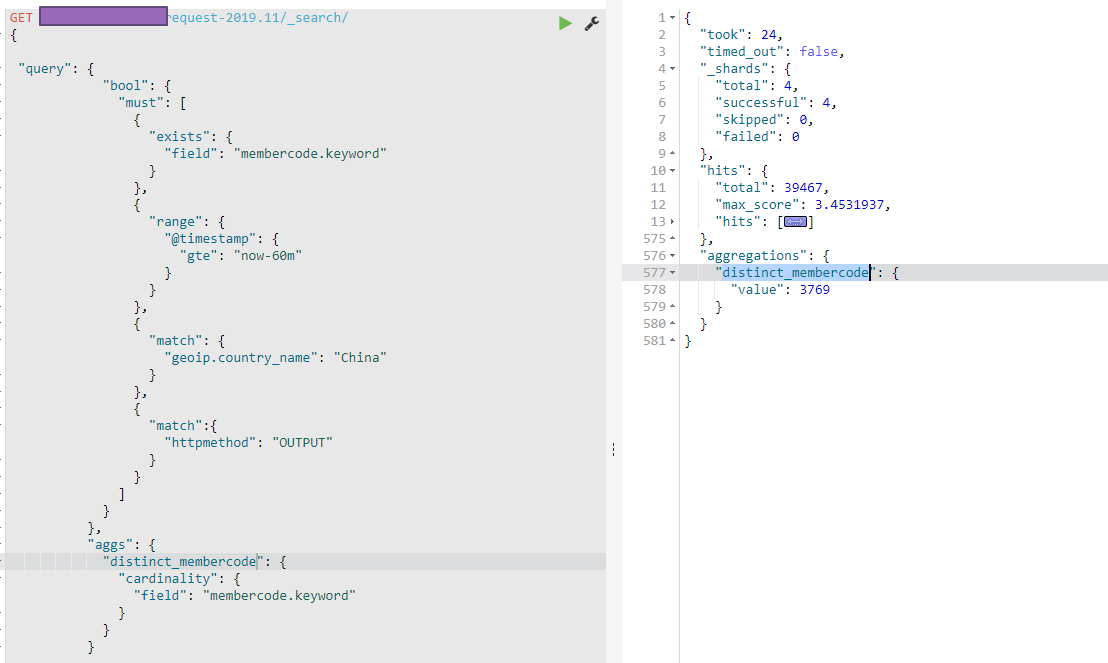 GET request-2019.11/_search/
{
"query": {
"bool": {
"must": [
{
"exists": {
"field": "membercode.keyword"
}
},
{
"range": {
"@timestamp": {
"gte": "now-60m"
}
}
},
{
"match": {
"geoip.country_name": "China"
}
},
{
"match":{
"httpmethod": "OUTPUT"
}
}
]
}
},
"aggs": {
"distinct_membercode": {
"cardinality": {
"field": "membercode.keyword"
}
}
}
1 {
2 "took": 24,
3 "timed_out": false,
4 "_shards": {
5 "total": 4,
6 "successful": 4,
7 "skipped": 0,
8 "failed": 0
9 },
10 "hits": {
11 "total": 39467,
12 "max_score": 3.4531937,
13 "hits": []
575 },
576 "aggregations": {
577 "distinct_membercode": {
578 "value": 3769
579 }
580 }
581 }